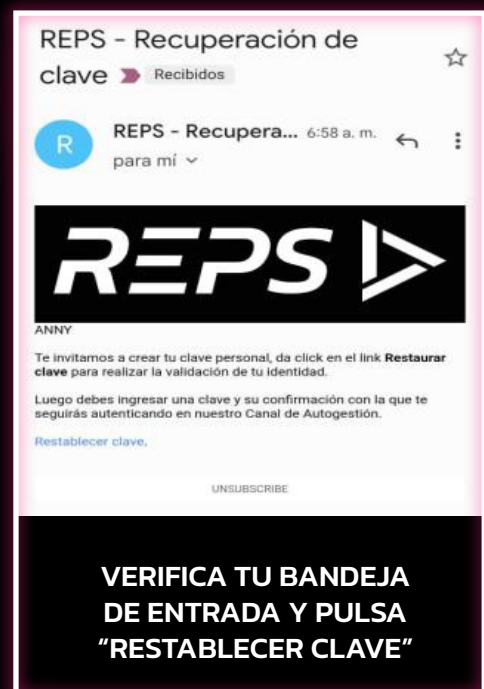 REPS - Recuperación de
clave Recibidos
R
REPS - Recupera... 6:58 a. m.
para mí
REPS
ANNY
Te invitamos a crear tu clave personal, da click en el link Restaurar
clave para realizar la validación de tu identidad.
Luego debes ingresar una clave y su confirmación con la que te
seguirás autenticando en nuestro Canal de Autogestión.
Restablecer clave.
UNSUBSCRIBE
VERIFICA TU BANDEJA
DE ENTRADA Y PULSA
“RESTABLECER CLAVE”